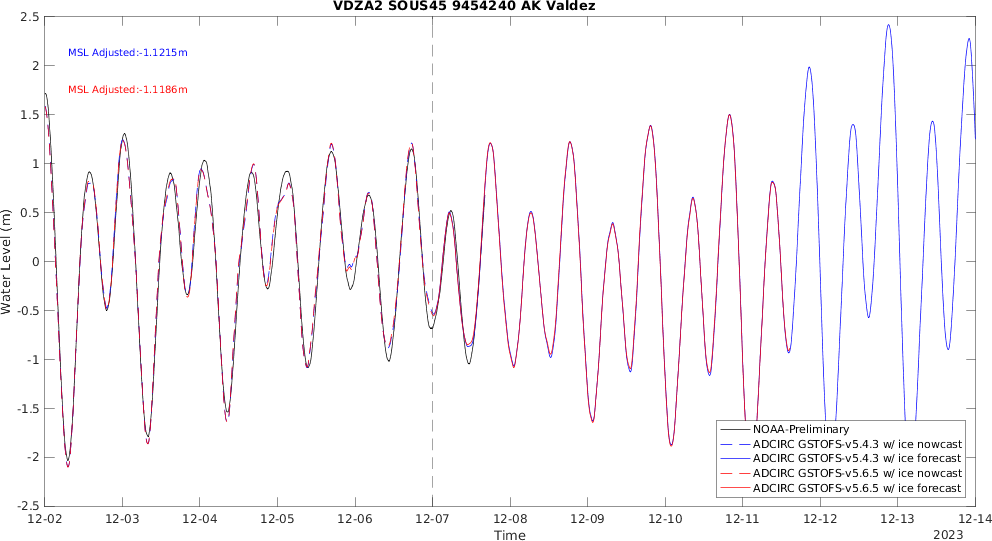 VDZA2 SOUS45 9454240 AK Valdez
MSL Adjusted:-1.1215m
MSL Adjusted:-1.1186m
Water Level (m)
2.5
2
1.5
1
0.5
0
-0.5
-1
-1.5
-2
-2.5
NOAA-Preliminary
ADCIRC GSTOFS-v5.4.3 w/ ice nowcast
ADCIRC GSTOFS-v5.4.3 w/ ice forecast
ADCIRC GSTOFS-v5.6.5 w/ ice nowcast
ADCIRC GSTOFS-v5.6.5 w/ ice forecast
12-02 12-03 12-04 12-05 12-06 12-07 12-08 12-09 12-10 12-11 12-12 12-13 12-14
Time
2023